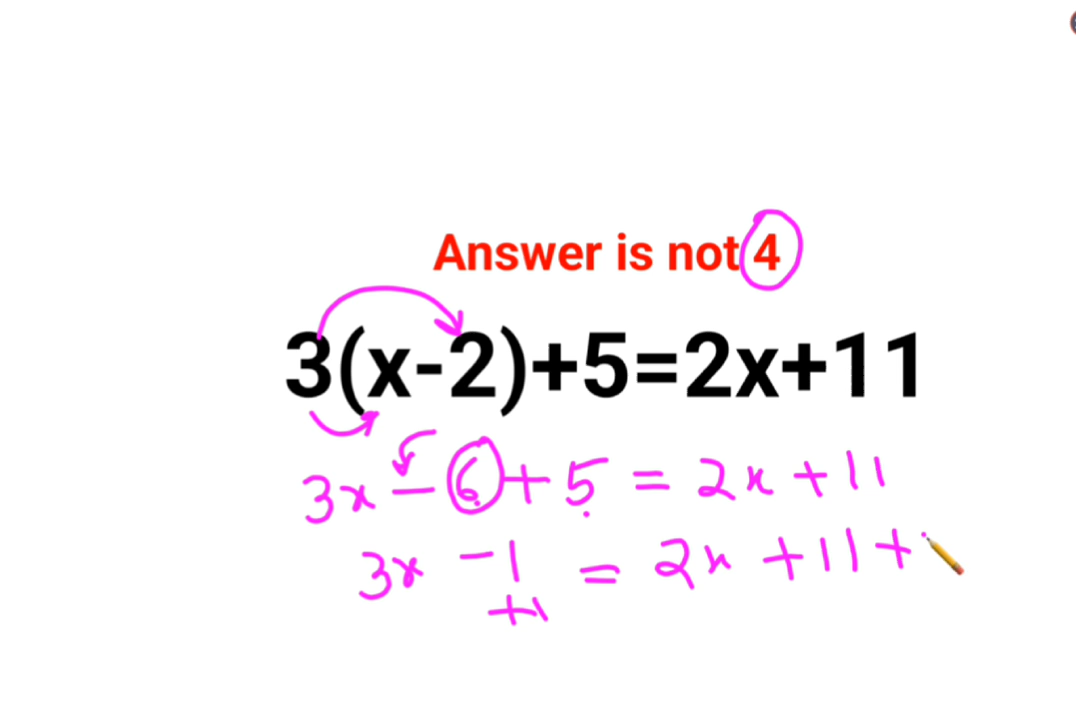 Answer is not 4
3(x-2)+5=2x+11
3x - 6 + 5 = 2x + 11
3x - 1 = 2x + 11 +
+1